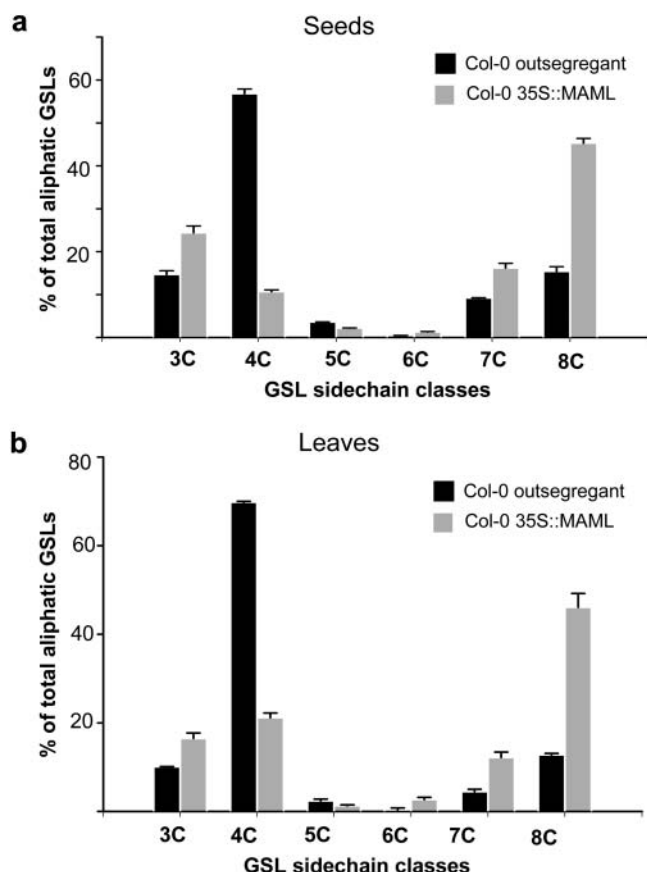 a
Seeds
Col-0 outsegregant
Col-0 35S::MAML
% of total aliphatic GSLs
60
40
20
3C 4C 5C 6C 7C 8C
GSL sidechain classes
b
Leaves
Col-0 outsegregant
Col-0 35S::MAML
% of total aliphatic GSLs
80
60
40
20
3C 4C 5C 6C 7C 8C
GSL sidechain classes